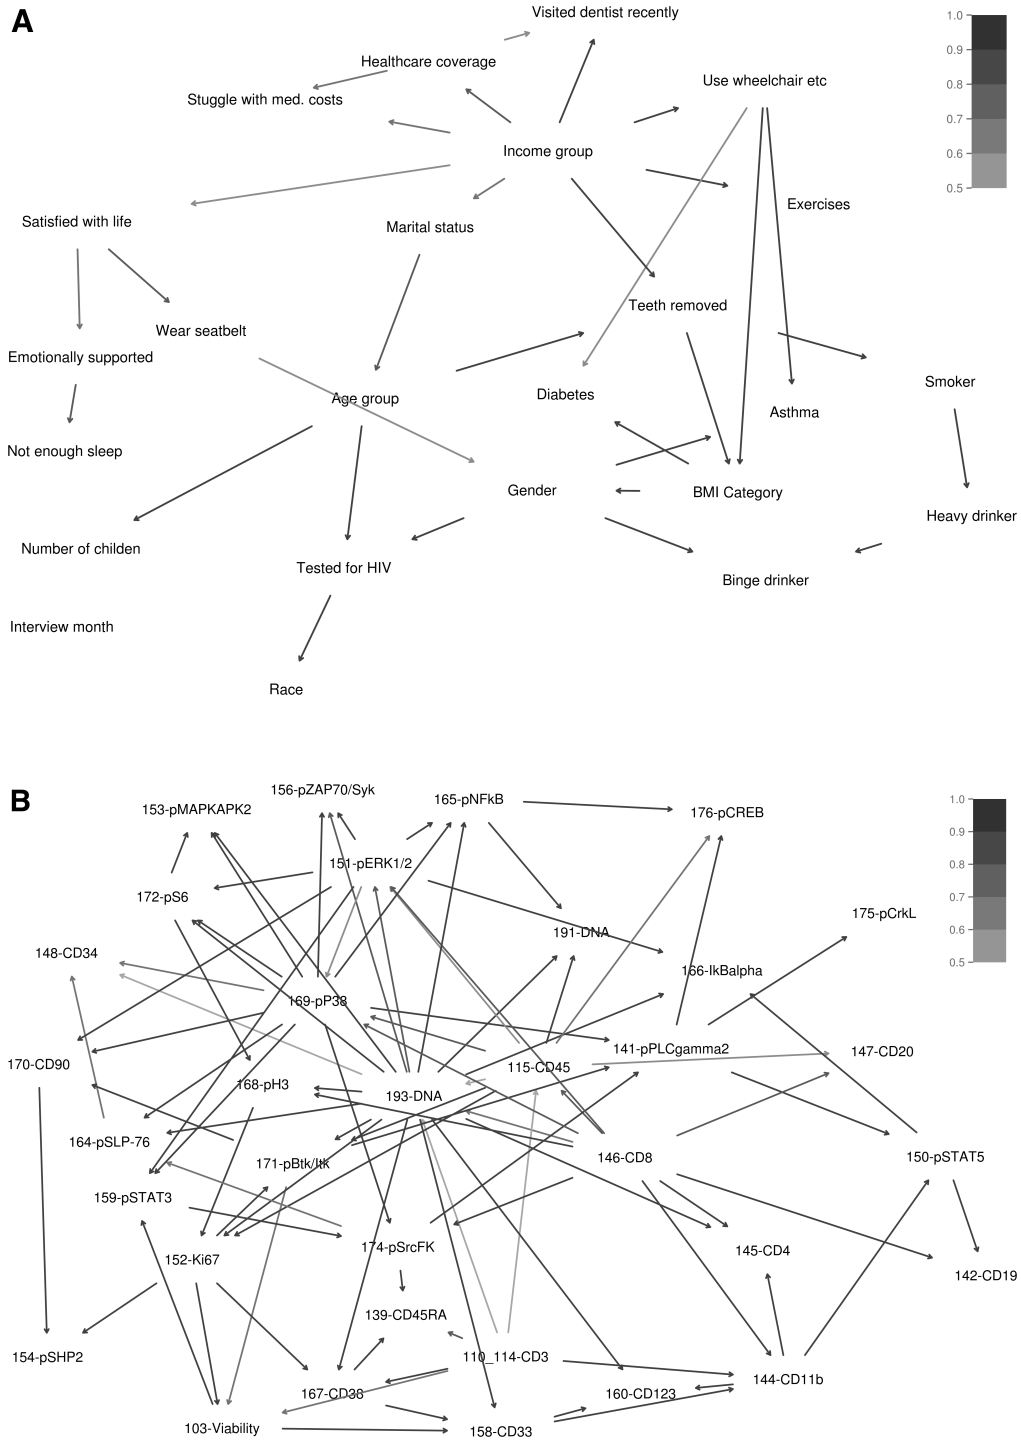 A
Visited dentist recently
1.0
0.9
Healthcare coverage
Use wheelchair etc
0.8
Stuggle with med. costs
0.7
Income group
0.6
0.5
Exercises
Satisfied with life
Marital status
Teeth removed
Wear seatbelt
Emotionally supported
Smoker
Diabetes
Age group
Asthma
Not enough sleep
Gender
BMI Category
Heavy drinker
Number of childen
Tested for HIV
Binge drinker
Interview month
Race
B
156-pZAP70/Syk
165-pNFkB
1.0
153-pMAPKAPK2
176-pCREB
0.9
151-pERK1/2
0.8
172-pS6
0.7
175-pCrkL
191-DNA
0.6
148-CD34
0.5
166-IkBalpha
169-pP38
141-pPLCgamma2
147-CD20
170-CD90
115-CD45
168-pH3
193-DNA
164-pSLP-76
146-CD8
150-pSTAT5
171-pBtk/Itk
159-pSTAT3
174-pSrcFK
145-CD4
152-Ki67
142-CD19
139-CD45RA
154-pSHP2
110_114-CD3
144-CD11b
167-CD38
160-CD123
103-Viability
158-CD33